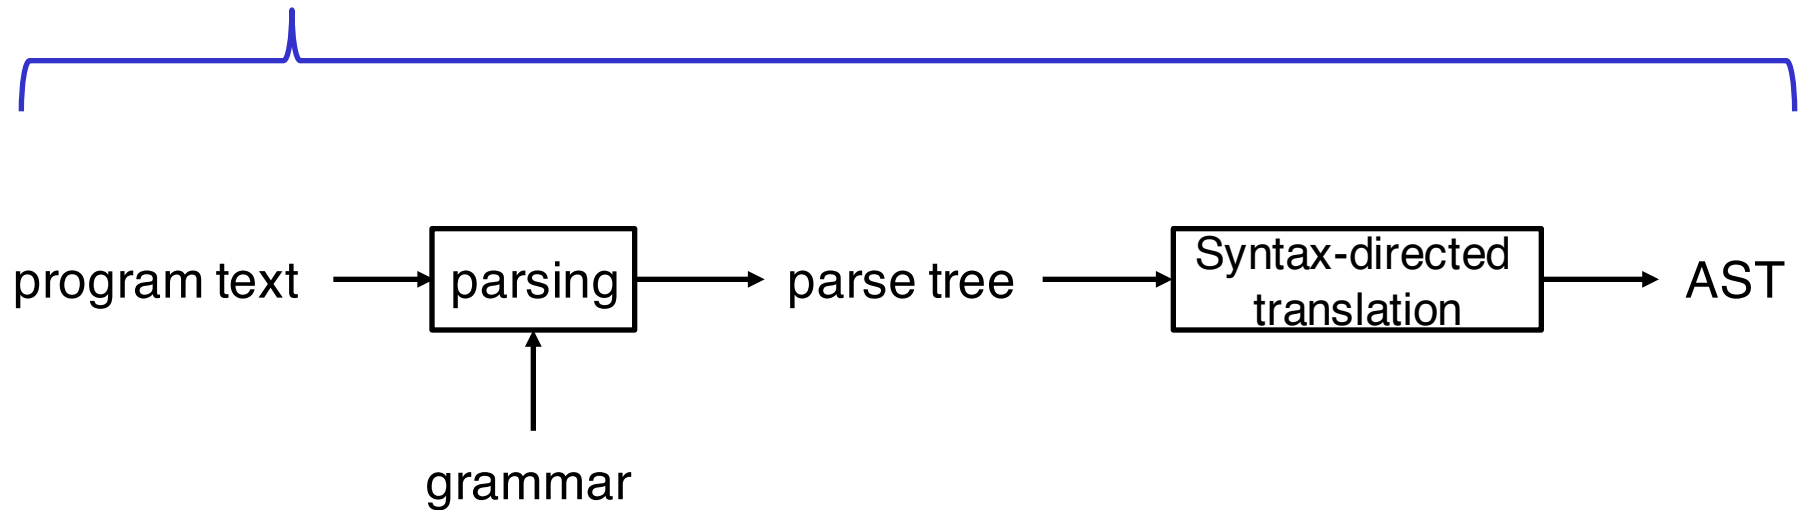 program text
parsing
parse tree
Syntax-directed
translation
AST
grammar